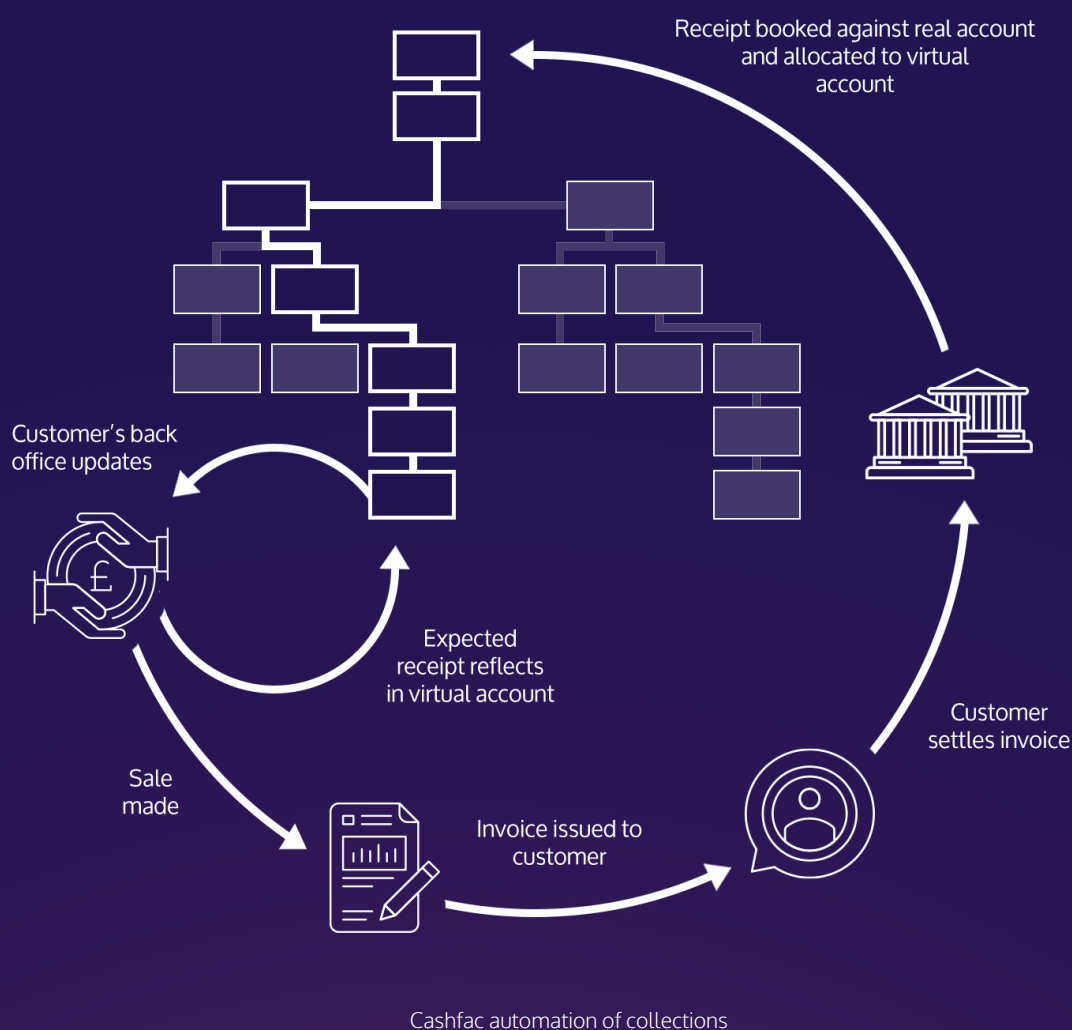 Receipt booked against real account
and allocated to virtual
account
Customer’s back
office updates
£
Expected
receipt reflects
in virtual account
Sale
made
Invoice issued to
customer
Customer
settles invoice
Cashfac automation of collections